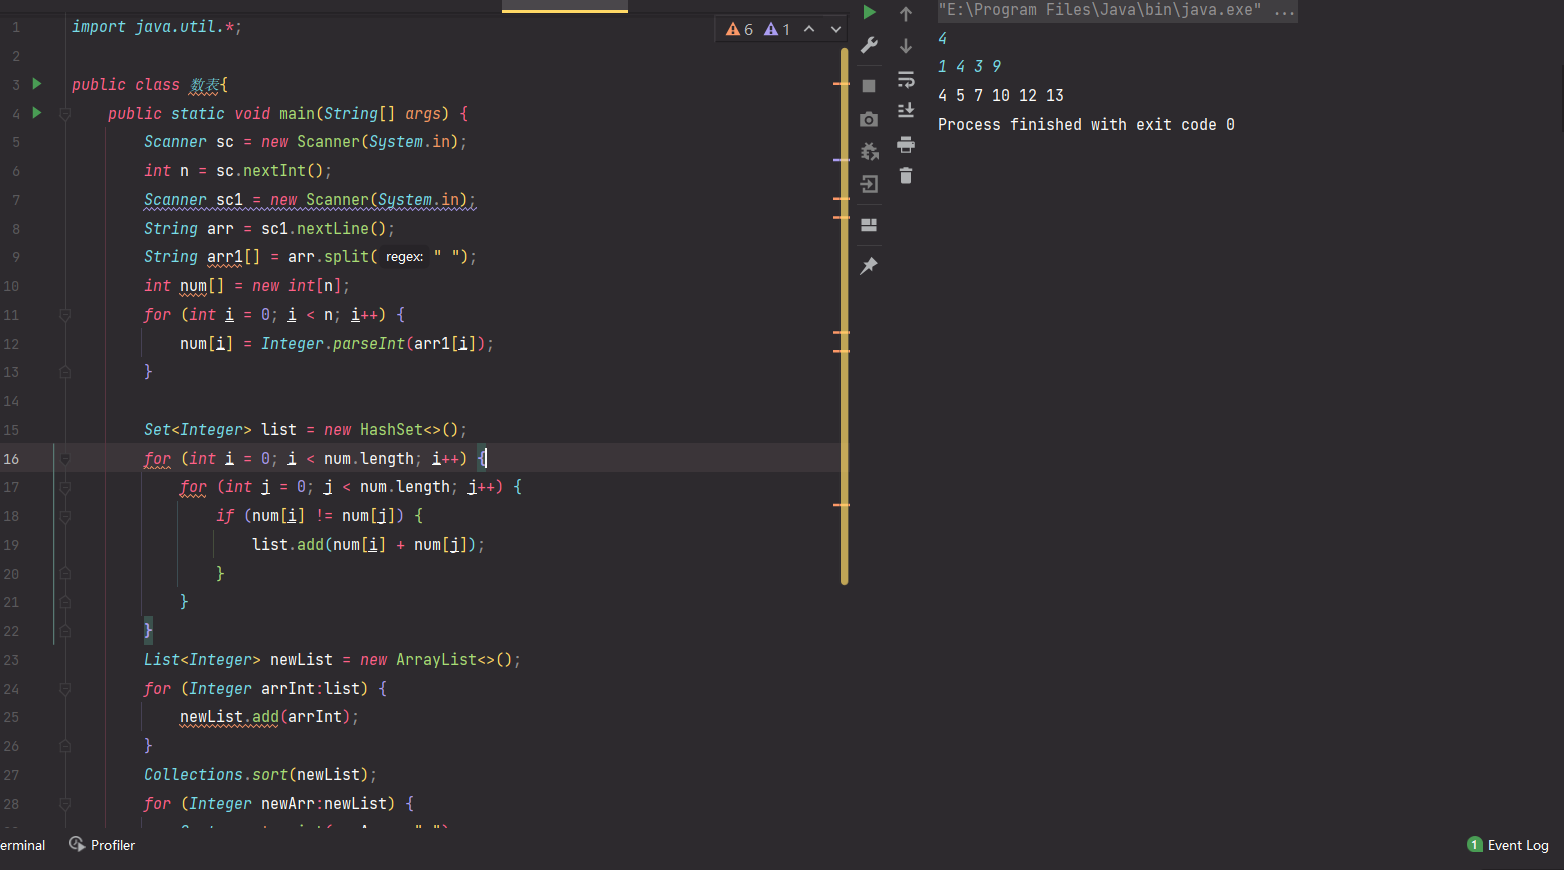 1 import java.util.*;
2
3 public class 数表{
4 public static void main(String[] args) {
5 Scanner sc = new Scanner(System.in);
6 int n = sc.nextInt();
7 Scanner sc1 = new Scanner(System.in);
8 String arr = sc1.nextLine();
9 String arr1[] = arr.split( regex: " ");
10 int num[] = new int[n];
11 for (int i = 0; i < n; i++) {
12 num[i] = Integer.parseInt(arr1[i]);
13 }
14
15 Set<Integer> list = new HashSet<>();
16 for (int i = 0; i < num.length; i++) {
17 for (int j = 0; j < num.length; j++) {
18 if (num[i] != num[j]) {
19 list.add(num[i] + num[j]);
20 }
21 }
22 }
23 List<Integer> newList = new ArrayList<>();
24 for (Integer arrInt:list) {
25 newList.add(arrInt);
26 }
27 Collections.sort(newList);
28 for (Integer newArr:newList) {
6 1
"E:\Program Files\Java\bin\java.exe" ...
4
1 4 3 9
4 5 7 10 12 13
Process finished with exit code 0
erminal Profiler
1 Event Log